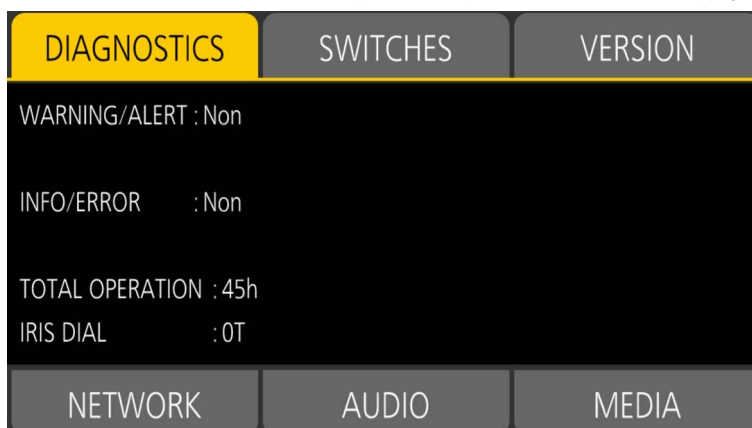 DIAGNOSTICS SWITCHES VERSION
WARNING/ALERT : Non
INFO/ERROR : Non
TOTAL OPERATION : 45h
IRIS DIAL : 0T
NETWORK AUDIO MEDIA